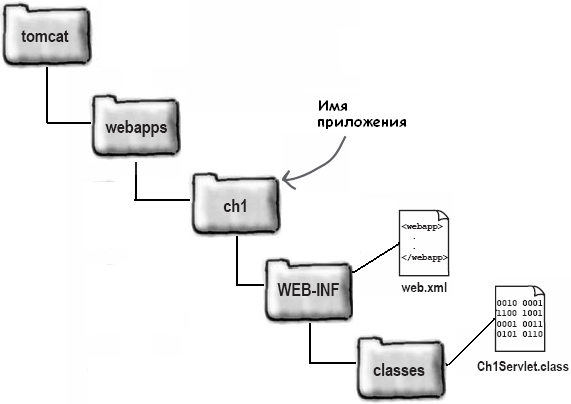 tomcat
webapps
Имя
приложения
ch1
<webapp>
.
.
</webapp>
web.xml
WEB-INF
0010 0001
1100 1001
0001 0011
0101 0110
Ch1Servlet.class
classes